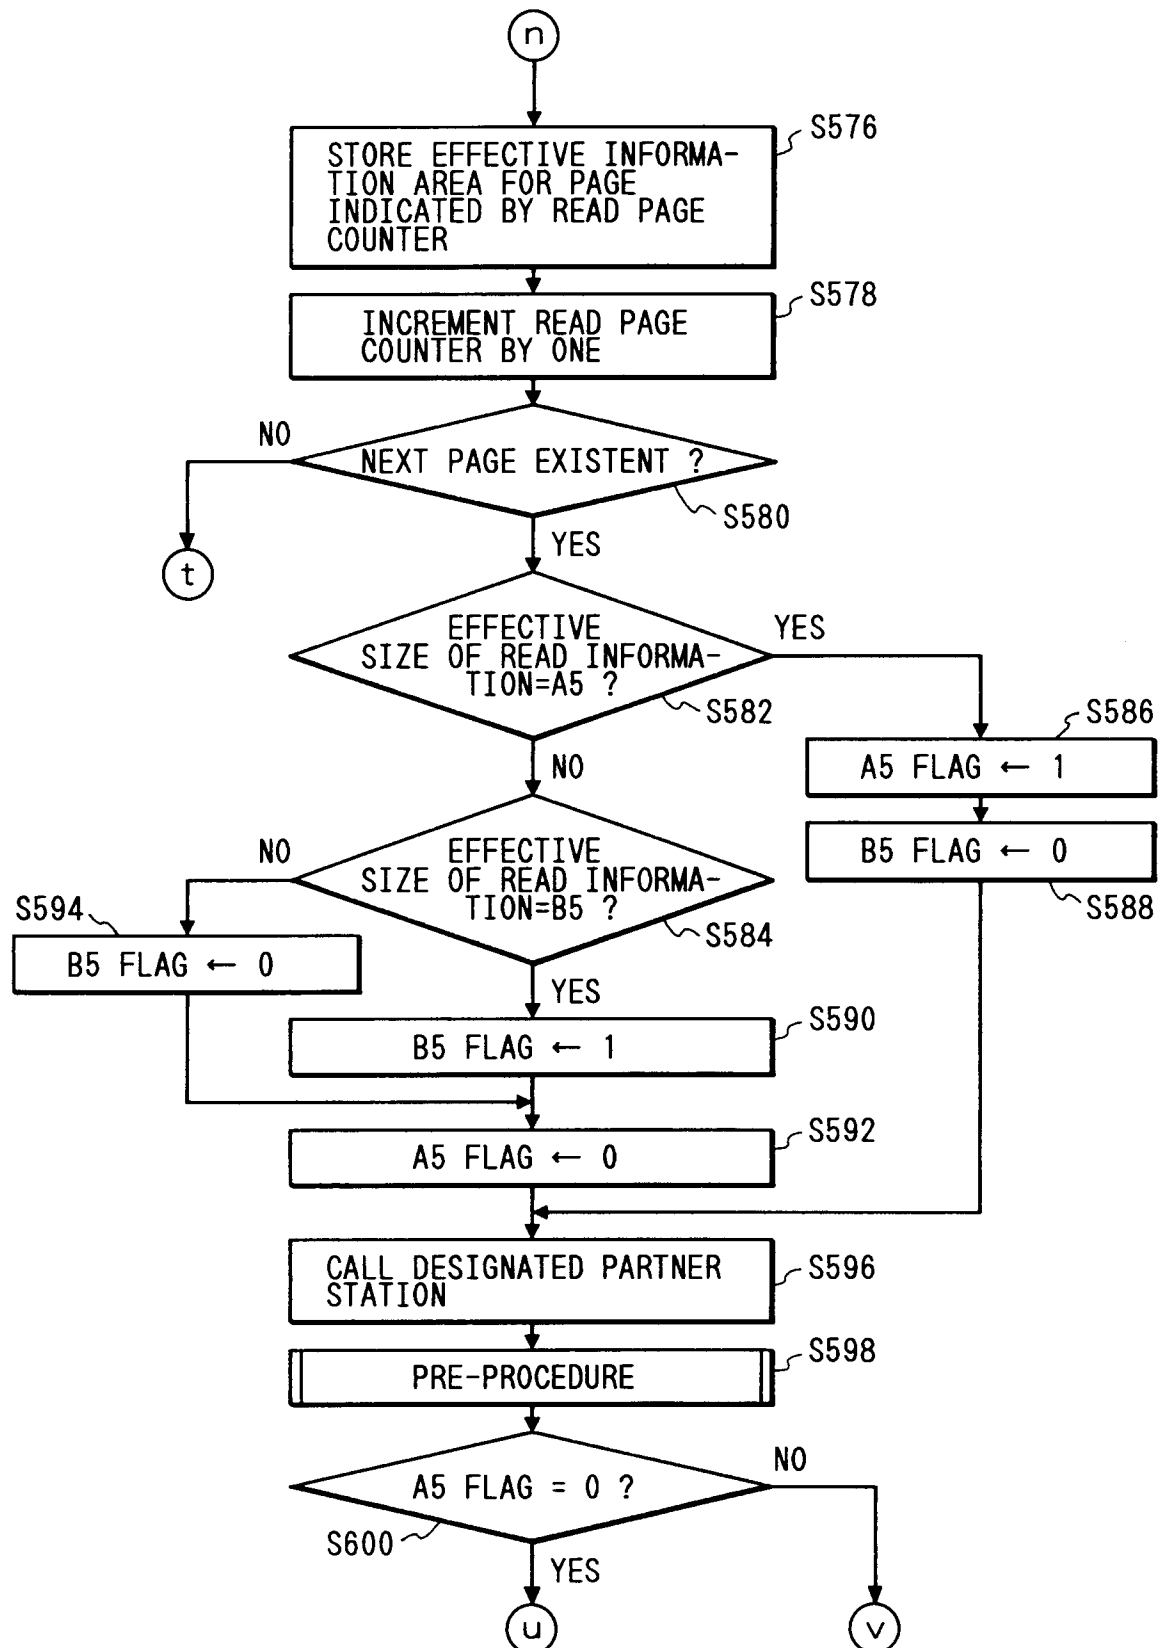 n
S576
STORE EFFECTIVE INFORMA-
TION AREA FOR PAGE
INDICATED BY READ PAGE
COUNTER
S578
INCREMENT READ PAGE
COUNTER BY ONE
NO
NEXT PAGE EXISTENT ?
S580
YES
t
EFFECTIVE
SIZE OF READ INFORMA-
TION=A5 ?
YES
S582
S586
A5 FLAG ← 1
NO
B5 FLAG ← 0
S588
EFFECTIVE
SIZE OF READ INFORMA-
TION=B5 ?
NO
S584
S594
B5 FLAG ← 0
YES
S590
B5 FLAG ← 1
S592
A5 FLAG ← 0
CALL DESIGNATED PARTNER
STATION
S596
S598
PRE-PROCEDURE
A5 FLAG = 0 ?
NO
S600
YES
u
v